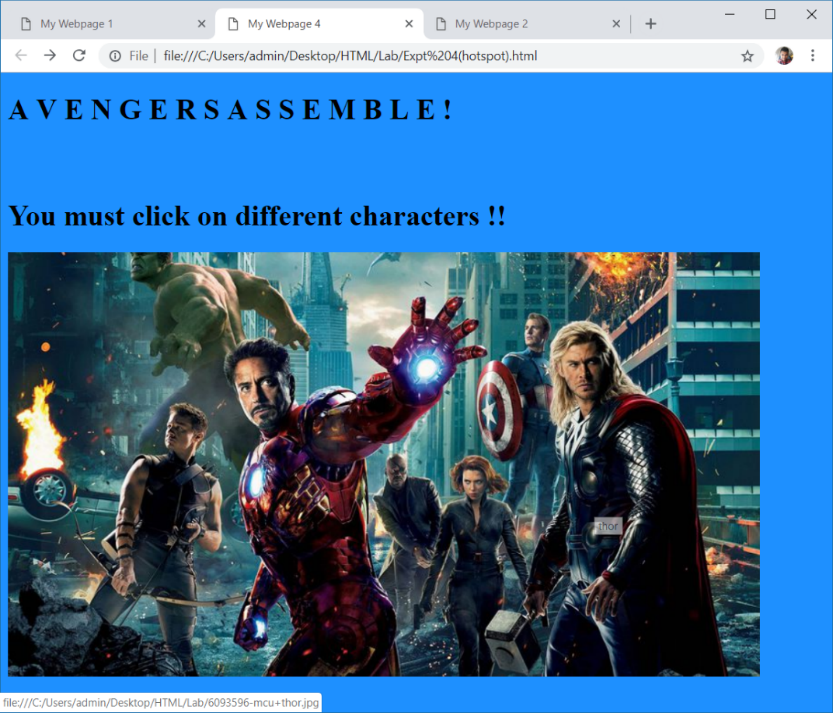 My Webpage 1
My Webpage 4
My Webpage 2
File | file:///C:/Users/admin/Desktop/HTML/Lab/Expt%204(hotspot).html
A V E N G E R S A S S E M B L E !
You must click on different characters !!
thor
file:///C:/Users/admin/Desktop/HTML/Lab/6093596-mcu+thor.jpg